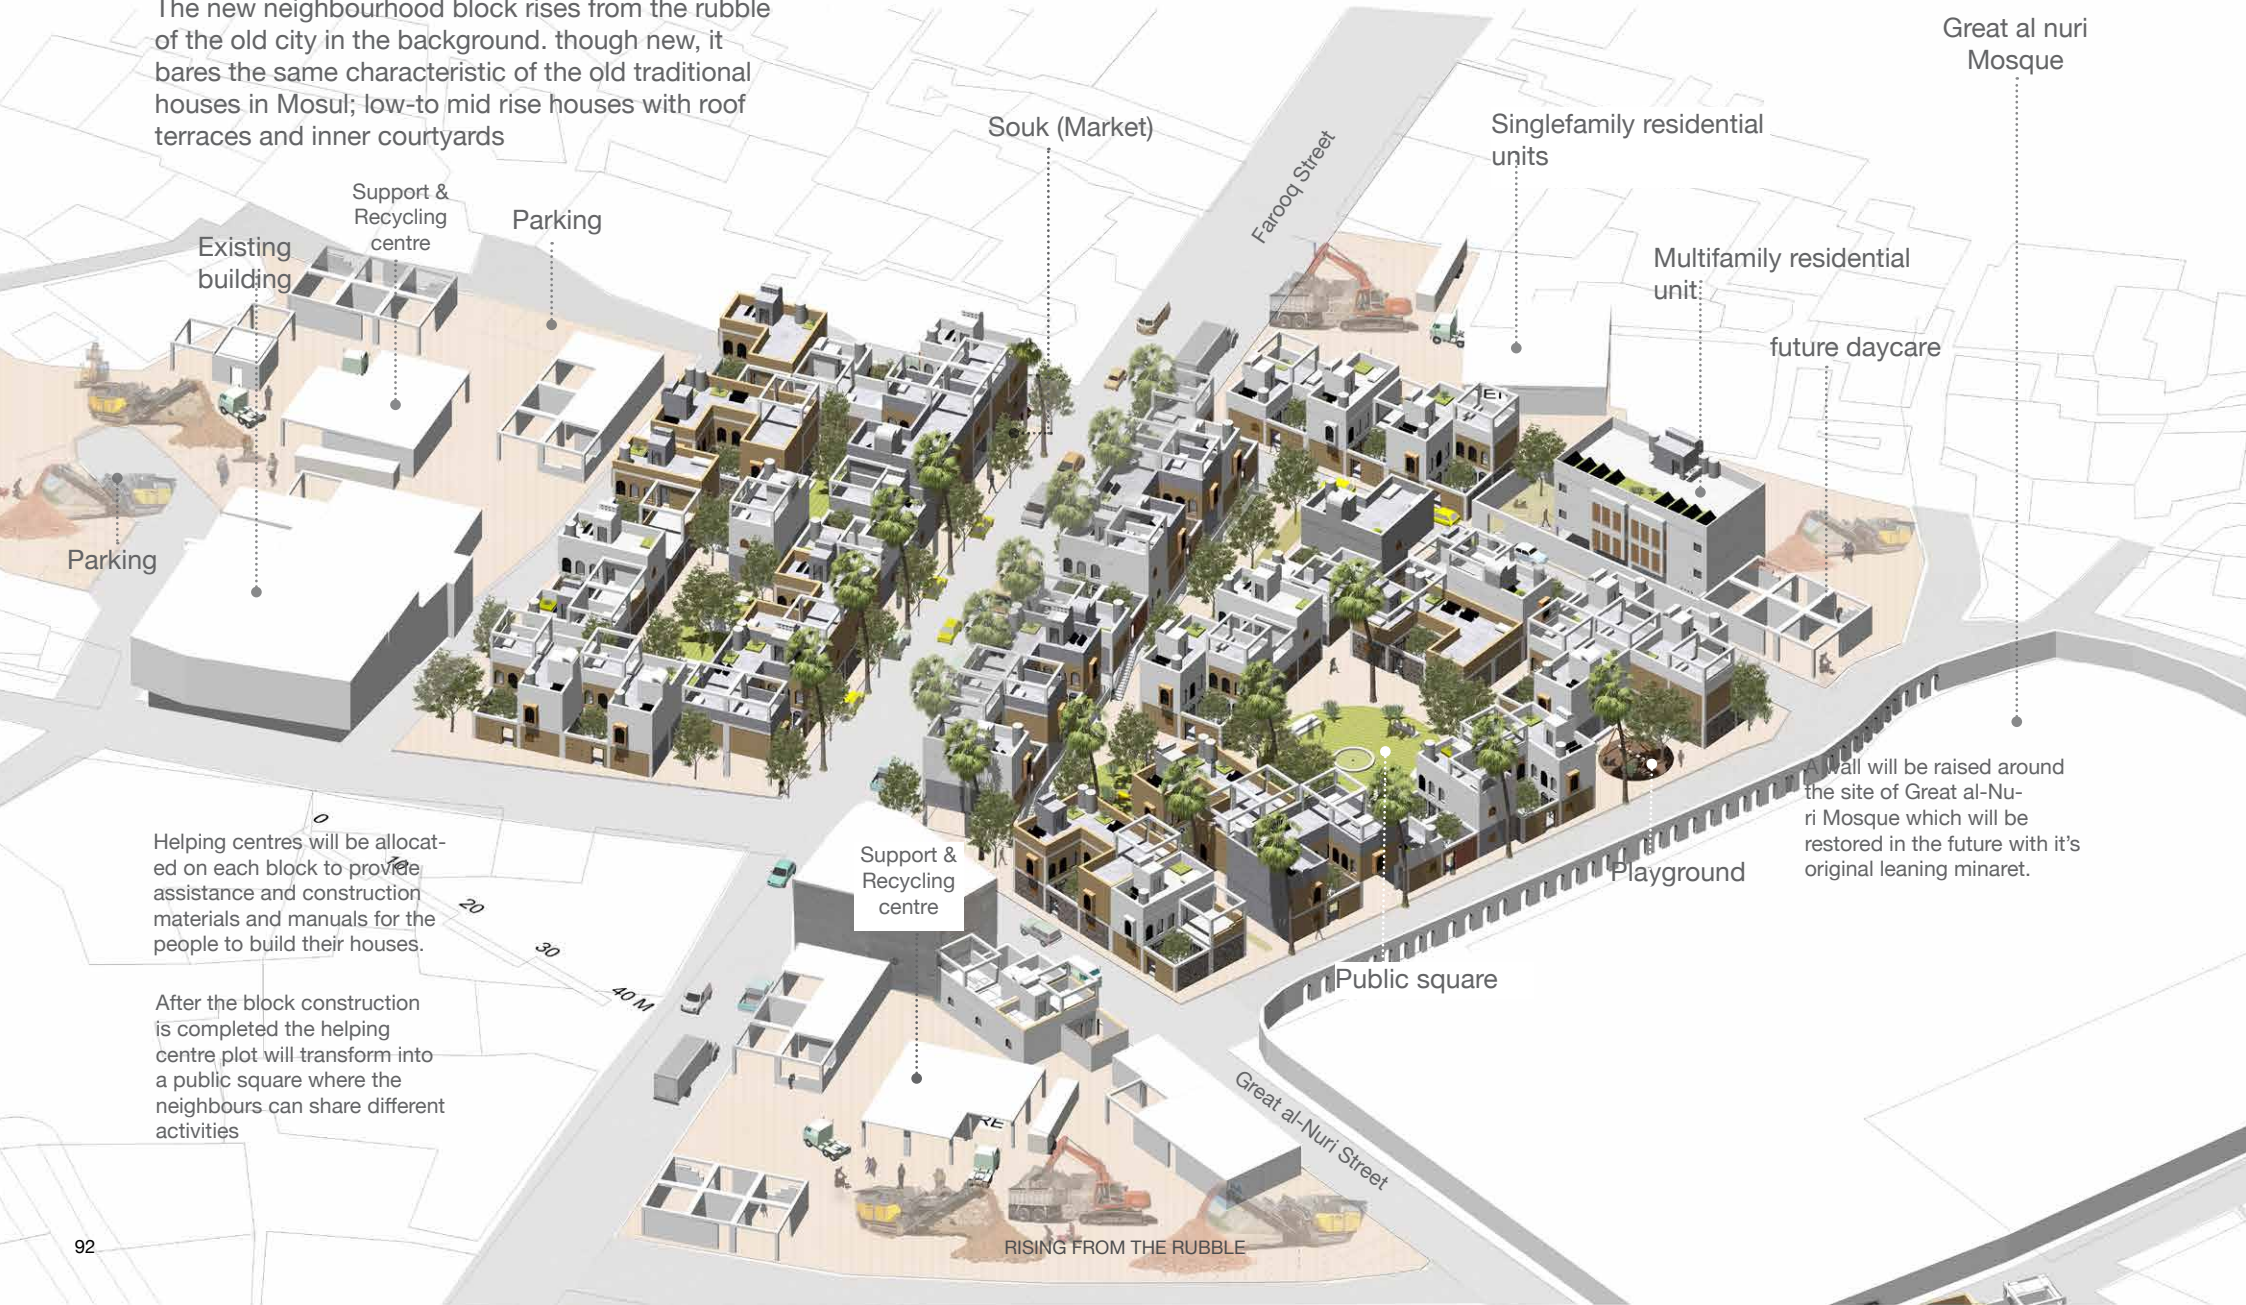 The new neighbourhood block rises from the rubble
of the old city in the background. though new, it
bares the same characteristic of the old traditional
houses in Mosul; low-to mid rise houses with roof
terraces and inner courtyards
Great al nuri
Mosque
Souk (Market)
Singlefamily residential
units
Farooq Street
Support &
Recycling
centre
Parking
Existing
building
Multifamily residential
unit
future daycare
EI
Parking
A wall will be raised around
the site of Great al-Nu-
ri Mosque which will be
restored in the future with it's
original leaning minaret.
Playground
Public square
Support &
Recycling
centre
0
10
20
30
40 M
Helping centres will be allocat-
ed on each block to provide
assistance and construction
materials and manuals for the
people to build their houses.
After the block construction
is completed the helping
centre plot will transform into
a public square where the
neighbours can share different
activities
RE
Great al-Nuri Street
92
RISING FROM THE RUBBLE